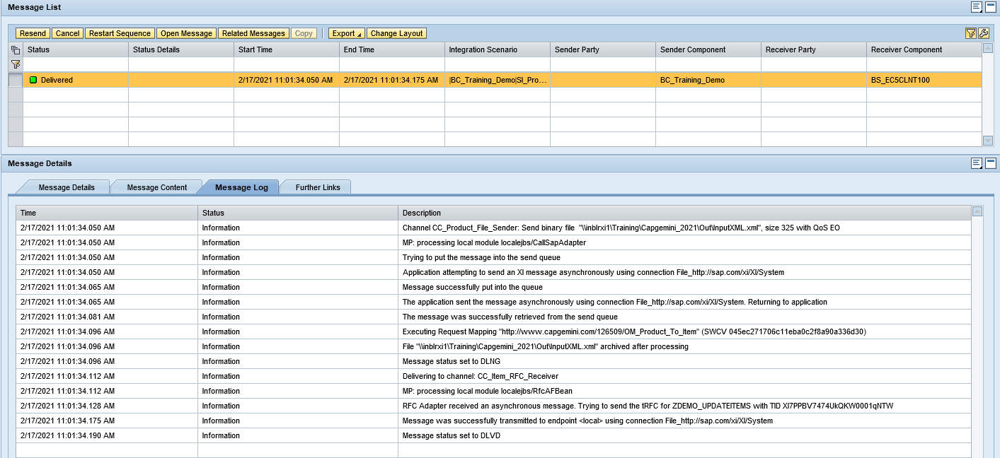 Message List
Resend Cancel Restart Sequence Open Message Related Messages Copy Export Change Layout
Status Status Details Start Time End Time Integration Scenario Sender Party Sender Component Receiver Party Receiver Component
Delivered 2/17/2021 11:01:34.050 AM 2/17/2021 11:01:34.175 AM |BC_Training_Demo|SI_Pro... BC_Training_Demo BS_EC5CLNT100
Message Details
Message Details Message Content Message Log Further Links
Time Status Description
2/17/2021 11:01:34.050 AM Information Channel CC_Product_File_Sender: Send binary file "\\inblrxi1\Training\Capgemini_2021\Out\InputXML.xml", size 325 with QoS EO
2/17/2021 11:01:34.050 AM Information MP: processing local module localejbs/CallSapAdapter
2/17/2021 11:01:34.050 AM Information Trying to put the message into the send queue
2/17/2021 11:01:34.050 AM Information Application attempting to send an XI message asynchronously using connection File_http://sap.com/xi/XI/System
2/17/2021 11:01:34.065 AM Information Message successfully put into the queue
2/17/2021 11:01:34.065 AM Information The application sent the message asynchronously using connection File_http://sap.com/xi/XI/System. Returning to application
2/17/2021 11:01:34.081 AM Information The message was successfully retrieved from the send queue
2/17/2021 11:01:34.096 AM Information Executing Request Mapping "http://www.capgemini.com/126509/OM_Product_To_Item" (SWCV 045ec271706c11eba0c2f8a90a336d30)
2/17/2021 11:01:34.096 AM Information File "\\inblrxi1\Training\Capgemini_2021\Out\InputXML.xml" archived after processing
2/17/2021 11:01:34.096 AM Information Message status set to DLNG
2/17/2021 11:01:34.112 AM Information Delivering to channel: CC_Item_RFC_Receiver
2/17/2021 11:01:34.112 AM Information MP: processing local module localejbs/RfcAFBean
2/17/2021 11:01:34.128 AM Information RFC Adapter received an asynchronous message. Trying to send the tRFC for ZDEMO_UPDATEITEMS with TID XI7PPBV7474UkQKW0001qNTW
2/17/2021 11:01:34.175 AM Information Message was successfully transmitted to endpoint <local> using connection File_http://sap.com/xi/XI/System
2/17/2021 11:01:34.190 AM Information Message status set to DLVD